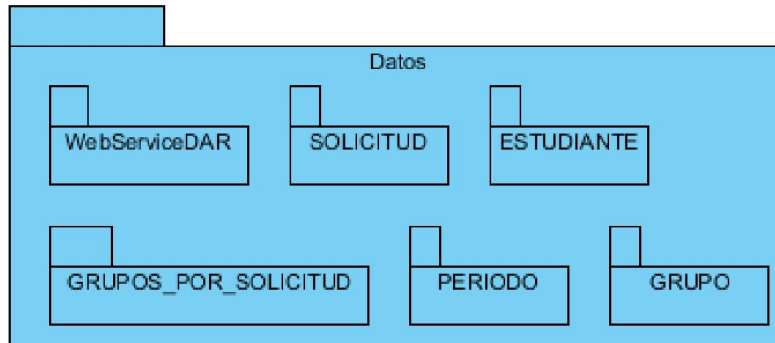 Datos
WebServiceDAR
SOLICITUD
ESTUDIANTE
GRUPOS_POR_SOLICITUD
PERIODO
GRUPO